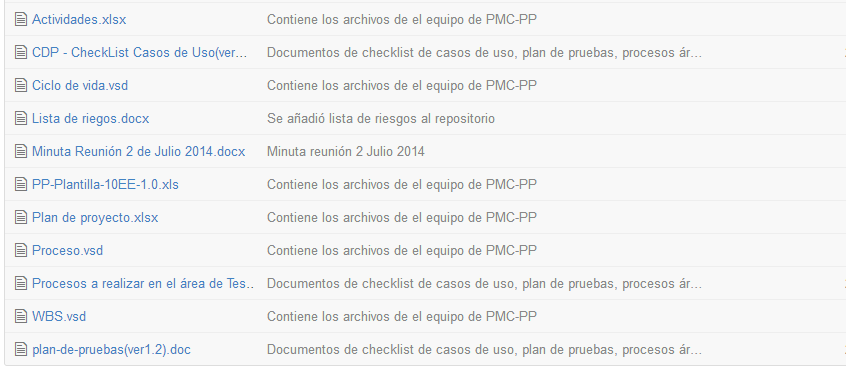 Actividades.xlsx Contiene los archivos de el equipo de PMC-PP
CDP - CheckList Casos de Uso(ver... Documentos de checklist de casos de uso, plan de pruebas, procesos ár...
Ciclo de vida.vsd Contiene los archivos de el equipo de PMC-PP
Lista de riegos.docx Se añadió lista de riesgos al repositorio
Minuta Reunión 2 de Julio 2014.docx Minuta reunión 2 Julio 2014
PP-Plantilla-10EE-1.0.xls Contiene los archivos de el equipo de PMC-PP
Plan de proyecto.xlsx Contiene los archivos de el equipo de PMC-PP
Proceso.vsd Contiene los archivos de el equipo de PMC-PP
Procesos a realizar en el área de Tes... Documentos de checklist de casos de uso, plan de pruebas, procesos ár...
WBS.vsd Contiene los archivos de el equipo de PMC-PP
plan-de-pruebas(ver1.2).doc Documentos de checklist de casos de uso, plan de pruebas, procesos ár...